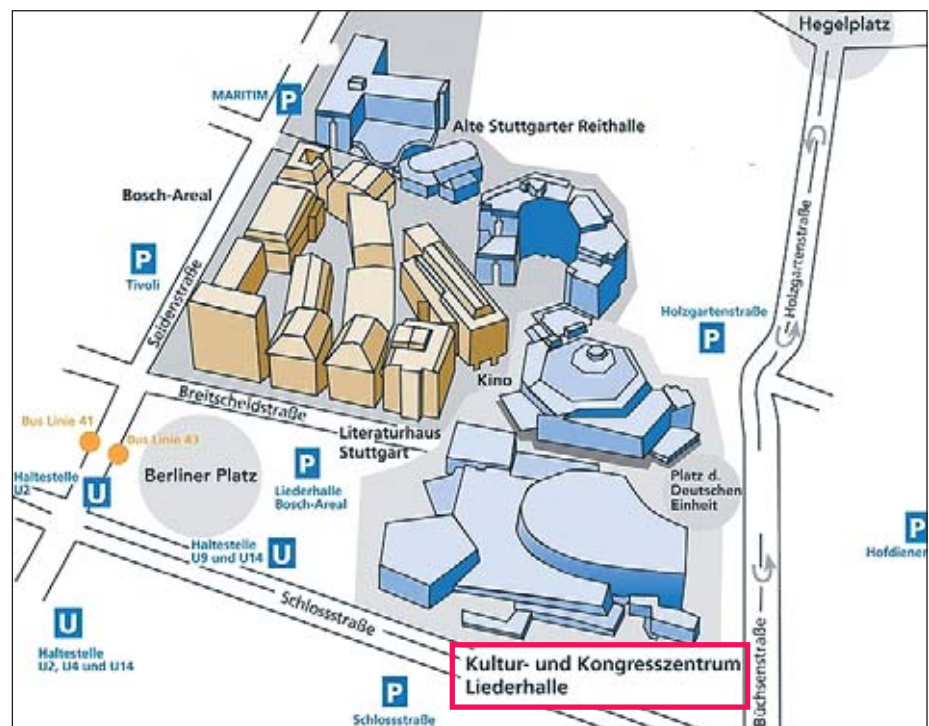 Hegelplatz
MARITIM P
Alte Stuttgarter Reithalle
Bosch-Areal
P
Tivoli
Seidenstraße
Holzgartenstraße
Holzgartenstraße
P
Kino
Breitscheidstraße
Bus Linie 41
Bus Linie 43
Literaturhaus
Stuttgart
Haltestelle
U2
U
Berliner Platz
P
Liederhalle
Bosch-Areal
Platz d.
Deutschen
Einheit
P
Hofdiener
Haltestelle
U9 und U14
U
Schlossstraße
U
Haltestelle
U2, U4 und U14
Büchsenstraße
Kultur- und Kongresszentrum
Liederhalle
P
Schlossstraße